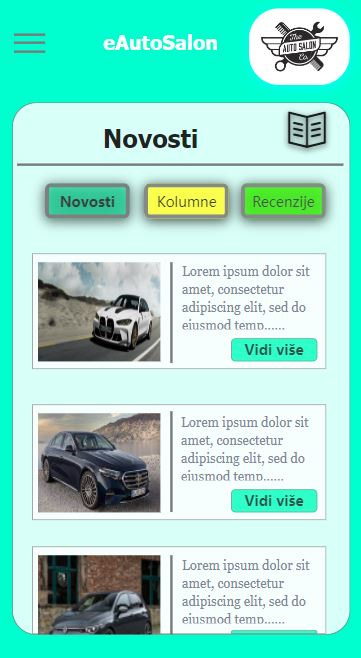 eAutoSalon
The
AUTO SALON
Co.
Novosti
Novosti
Kolumne
Recenzije
Lorem ipsum dolor sit
amet, consectetur
adipiscing elit, sed do
eiusmod temp......
Vidi više
Lorem ipsum dolor sit
amet, consectetur
adipiscing elit, sed do
eiusmod temp......
Vidi više
Lorem ipsum dolor sit
amet, consectetur
adipiscing elit, sed do
eiusmod temp......